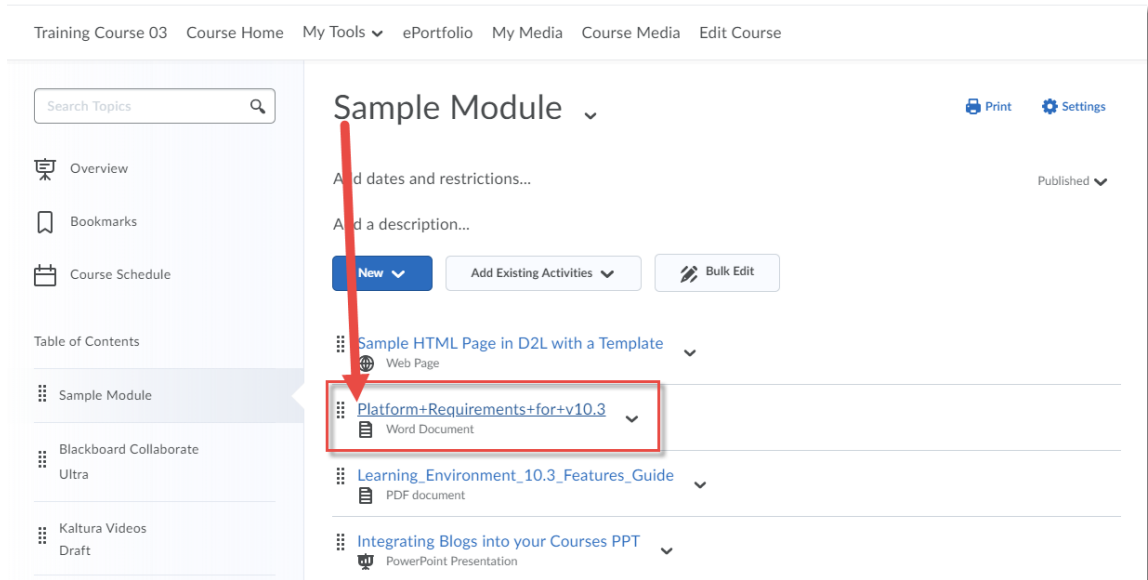 Training Course 03 Course Home My Tools ePortfolio My Media Course Media Edit Course
Search Topics
Overview
Bookmarks
Course Schedule
Table of Contents
Sample Module
Blackboard Collaborate
Ultra
Kaltura Videos
Draft
Sample Module
Print Settings
Add dates and restrictions...
Published
Add a description...
New Add Existing Activities Bulk Edit
Sample HTML Page in D2L with a Template
Web Page
Platform+Requirements+for+v10.3
Word Document
Learning_Environment_10.3_Features_Guide
PDF document
Integrating Blogs into your Courses PPT
PowerPoint Presentation